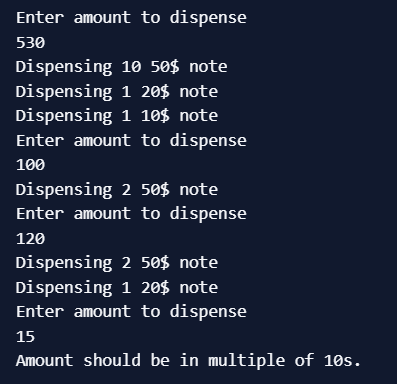 Enter amount to dispense
530
Dispensing 10 50$ note
Dispensing 1 20$ note
Dispensing 1 10$ note
Enter amount to dispense
100
Dispensing 2 50$ note
Enter amount to dispense
120
Dispensing 2 50$ note
Dispensing 1 20$ note
Enter amount to dispense
15
Amount should be in multiple of 10s.